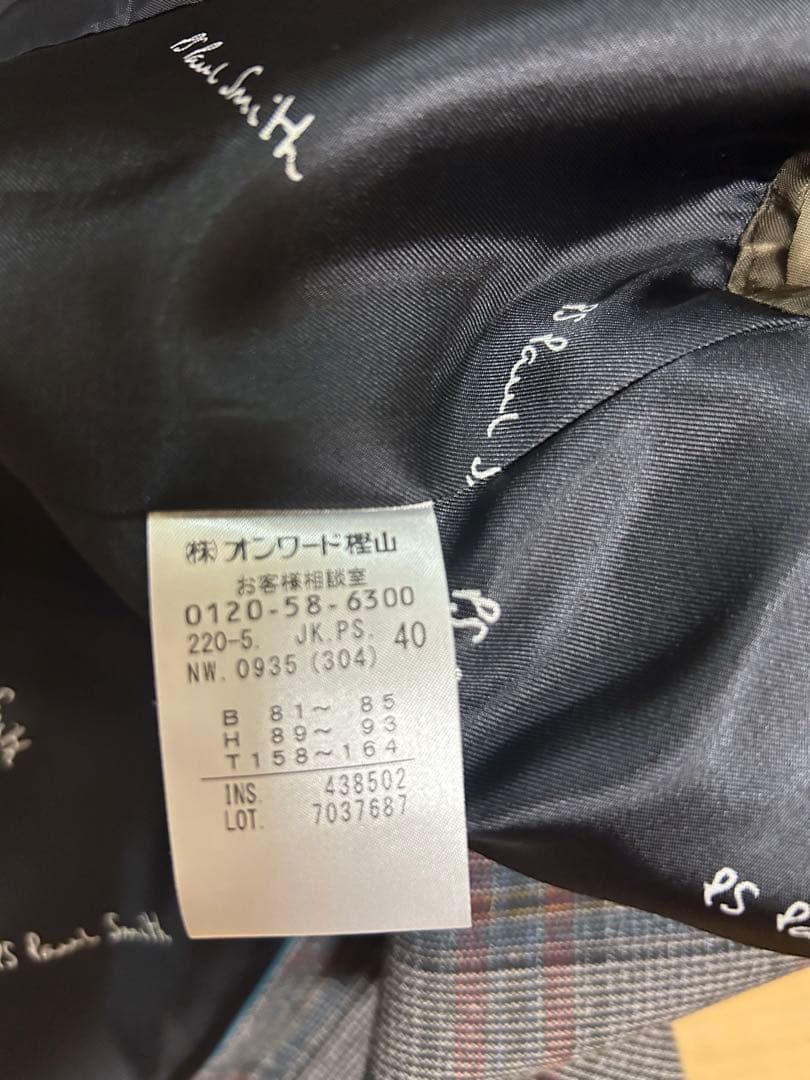 PS Paul Smith
PS Paul S
㈱オンワード樫山
お客様相談室
0120-58-6300
220-5. JK.PS. 40
NW. 0935 (304)
B 81～ 85
H 89～ 93
T158～164
INS. 438502
LOT. 7037687
PS
PS Paul Smith
PS P